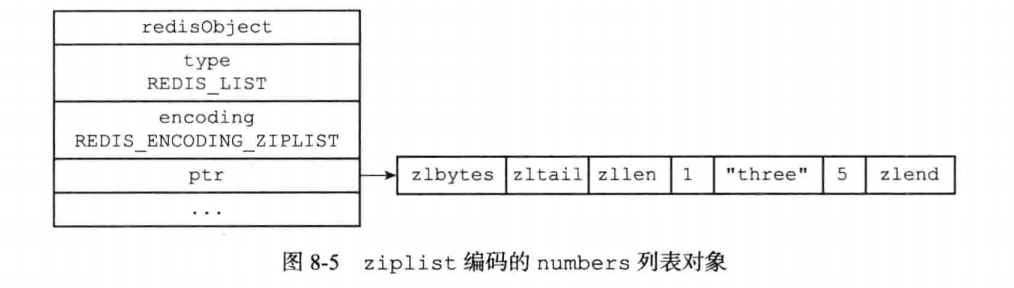 redisObject
type
REDIS_LIST
encoding
REDIS_ENCODING_ZIPLIST
ptr
zlbytes zltail zllen 1 "three" 5 zlend
...
图 8-5 ziplist 编码的 numbers 列表对象